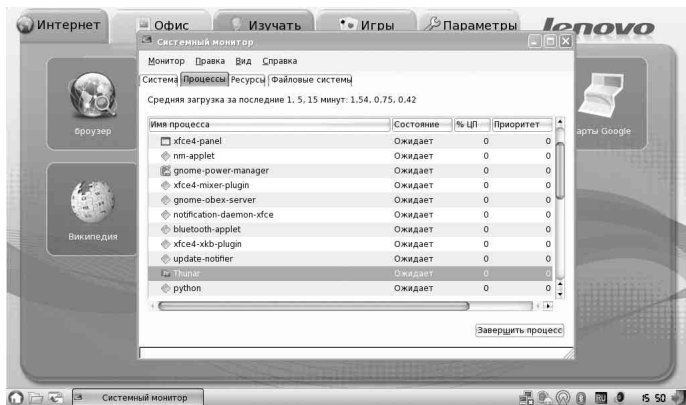 Интернет Офис Изучать Игры Параметры lenovo
Системный монитор
Монитор Правка Вид Справка
Система Процессы Ресурсы Файловые системы
Средняя загрузка за последние 1, 5, 15 минут: 1,54, 0,75, 0,42
Имя процесса Состояние % ЦП Приоритет
xfce4-panel Ожидает 0 0
nm-applet Ожидает 0 0
gnome-power-manager Ожидает 0 0
xfce4-mixer-plugin Ожидает 0 0
gnome-obex-server Ожидает 0 0
notification-daemon-xfce Ожидает 0 0
bluetooth-applet Ожидает 0 0
xfce4-xkb-plugin Ожидает 0 0
update-notifier Ожидает 0 0
Thunar Ожидает 0 0
python Ожидает 0 0
Завершить процесс
броузер
арты Google
Википедия
Системный монитор RU 15 50